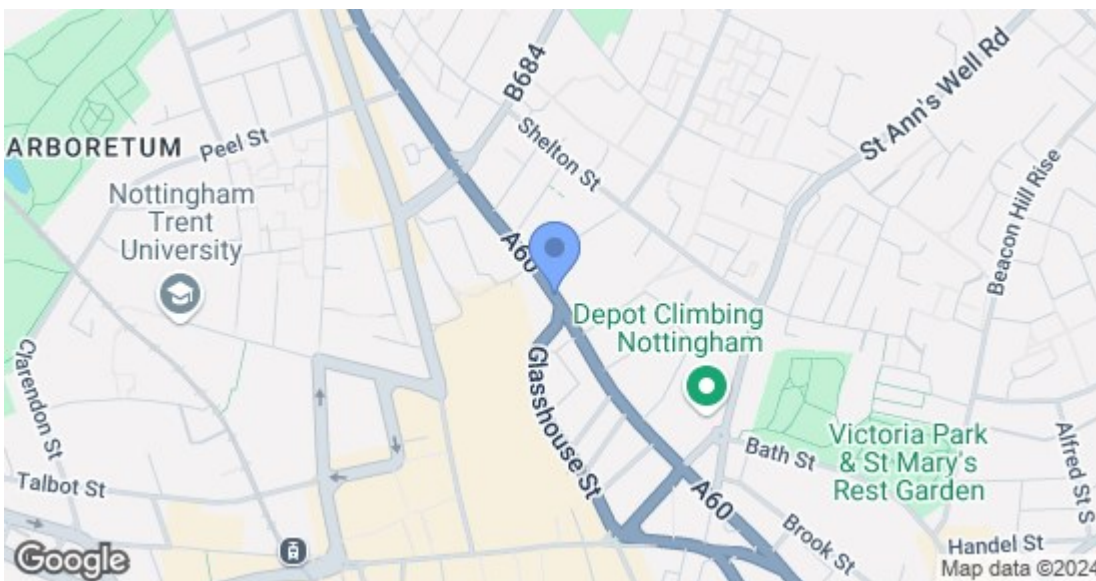 B684
St Ann's Well Rd
ARBORETUM
Peel St
Shelton St
Beacon Hill Rise
Nottingham
Trent
University
A60
Depot Climbing
Nottingham
Clarendon St
Glasshouse St
Victoria Park
& St Mary's
Rest Garden
Alfred St S
Bath St
Talbot St
A60
Brook St
Handel St
Google
Map data ©2024